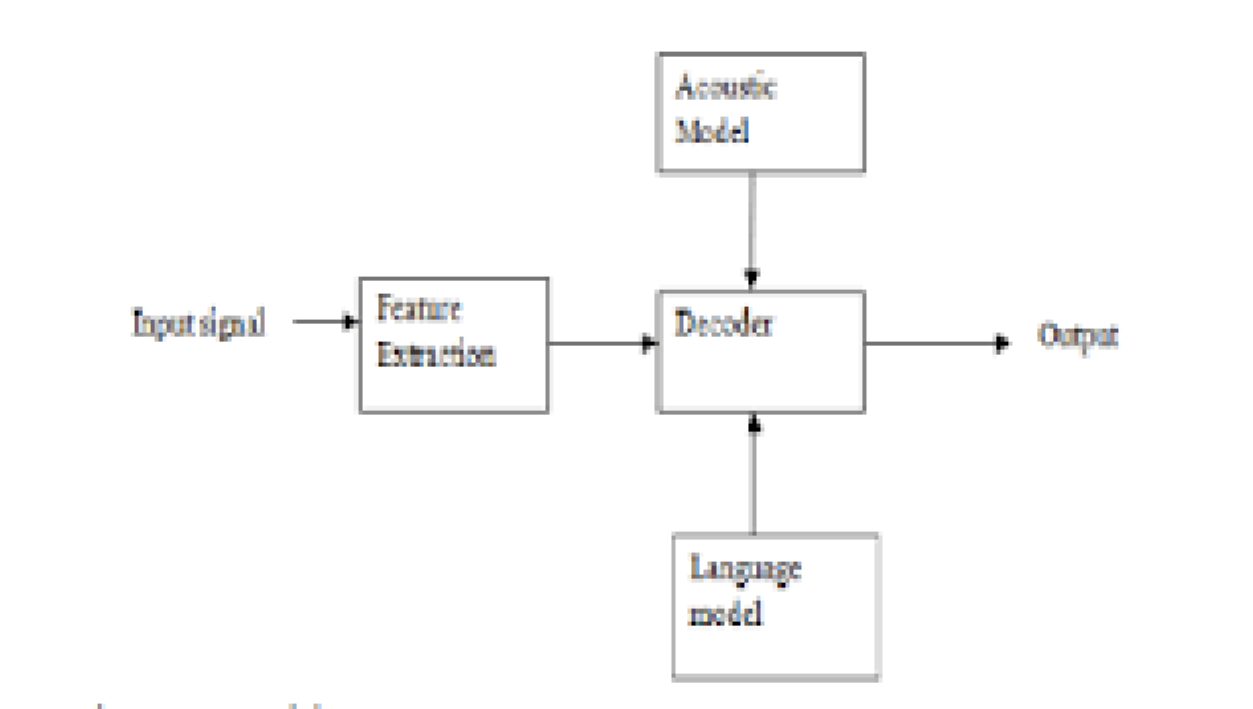 Acoustic
Model
Input signal
Feature
Extraction
Decoder
Output
Language
model